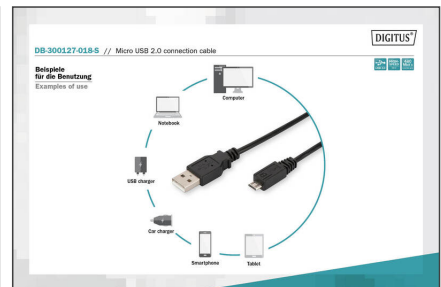 DIGITUS®
DB-300127-018-S // Micro USB 2.0 connection cable
Beispiele
für die Benutzung
Examples of use
Computer
Notebook
USB charger
Car charger
Smartphone
Tablet